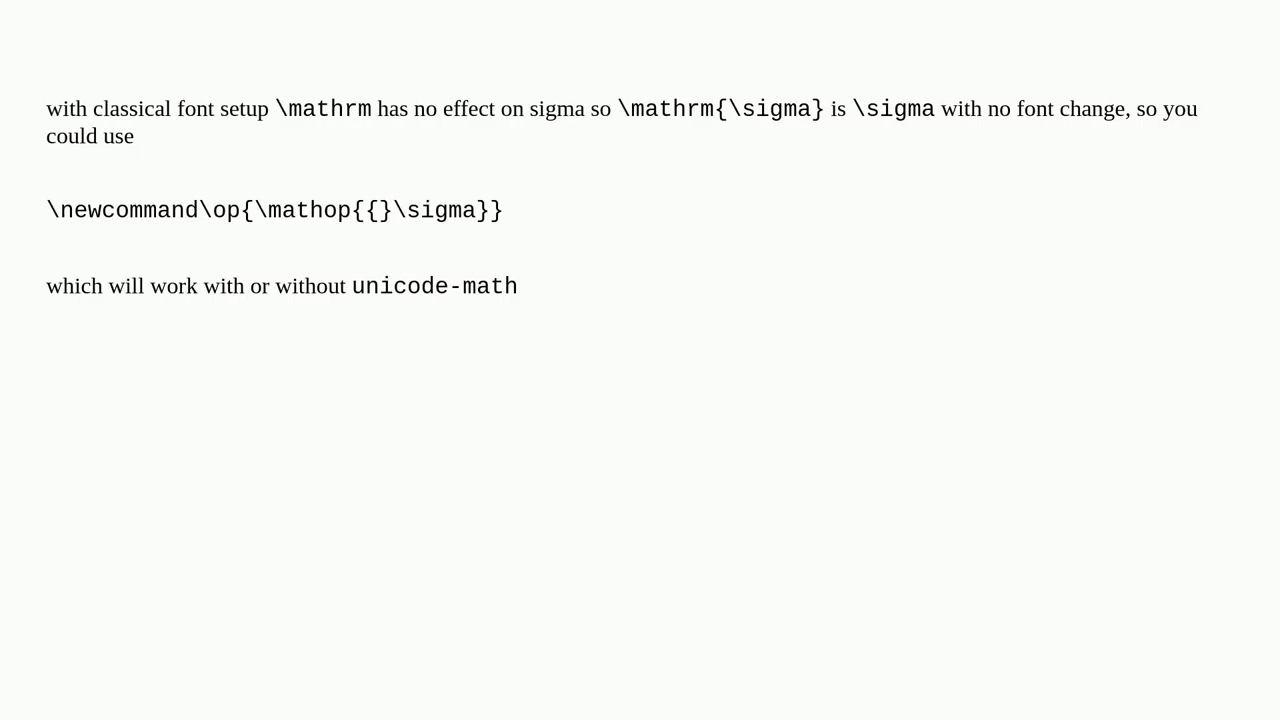 with classical font setup \mathrm has no effect on sigma so \mathrm{\sigma} is \sigma with no font change, so you
could use
\newcommand\op{\mathop{{}\sigma}}
which will work with or without unicode-math